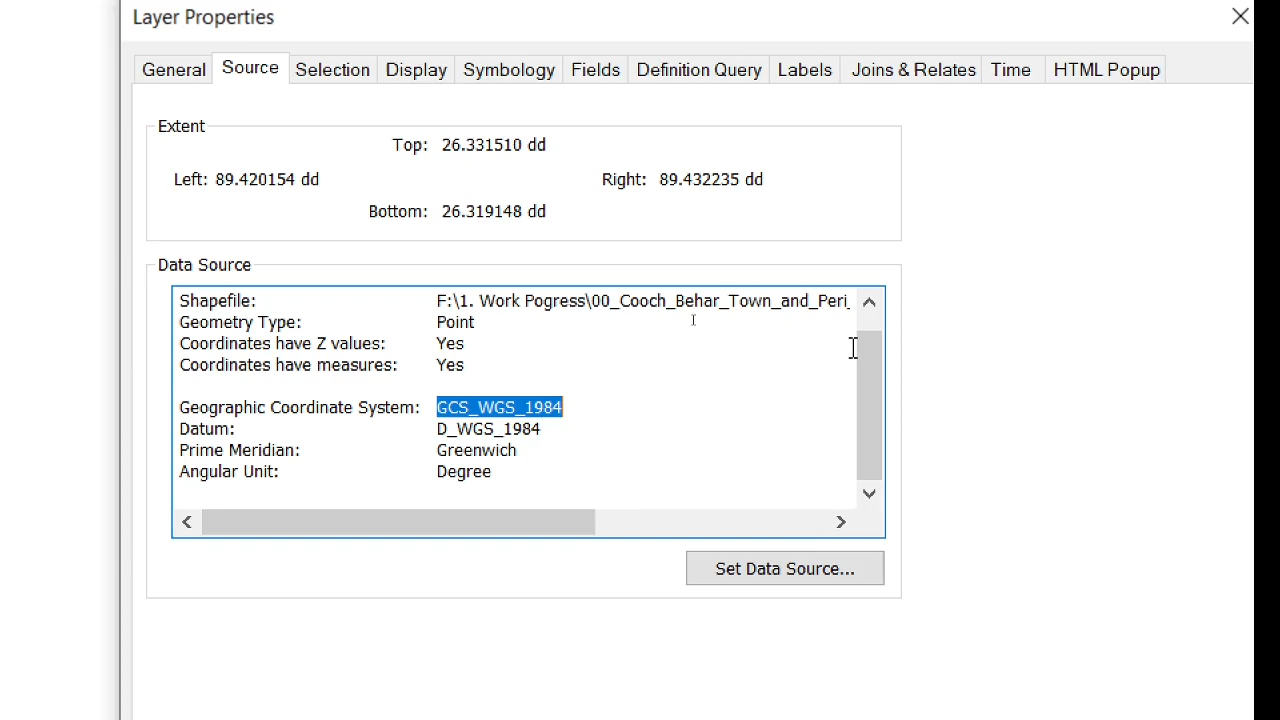 Layer Properties
General Source Selection Display Symbology Fields Definition Query Labels Joins & Relates Time HTML Popup
Extent
Top: 26.331510 dd
Left: 89.420154 dd Right: 89.432235 dd
Bottom: 26.319148 dd
Data Source
Shapefile: F:\1. Work Pogress\00_Cooch_Behar_Town_and_Peri_
Geometry Type: Point
Coordinates have Z values: Yes
Coordinates have measures: Yes
Geographic Coordinate System: GCS_WGS_1984
Datum: D_WGS_1984
Prime Meridian: Greenwich
Angular Unit: Degree
Set Data Source...